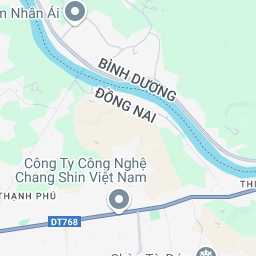 Nhân Ái
BÌNH DƯƠNG
ĐỒNG NAI
Công Ty Công Nghệ
Chang Shin Việt Nam
THẠNH PHÚ
DT768